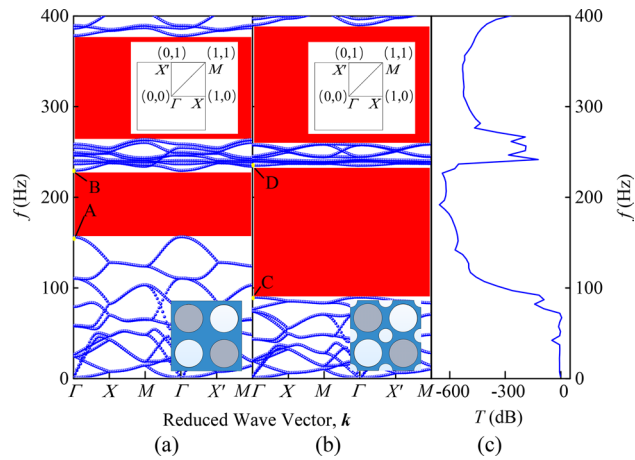 400
300
200
100
0
f (Hz)
(0,1) (1,1)
X′ M
(0,0) Γ X (1,0)
B
A
Γ X M Γ X′ M
(0,1) (1,1)
X′ M
(0,0) Γ X (1,0)
D
C
Γ X M Γ X′ M
400
300
200
100
0
f (Hz)
-600 -300 0
Reduced Wave Vector, k
T (dB)
(a) (b) (c)